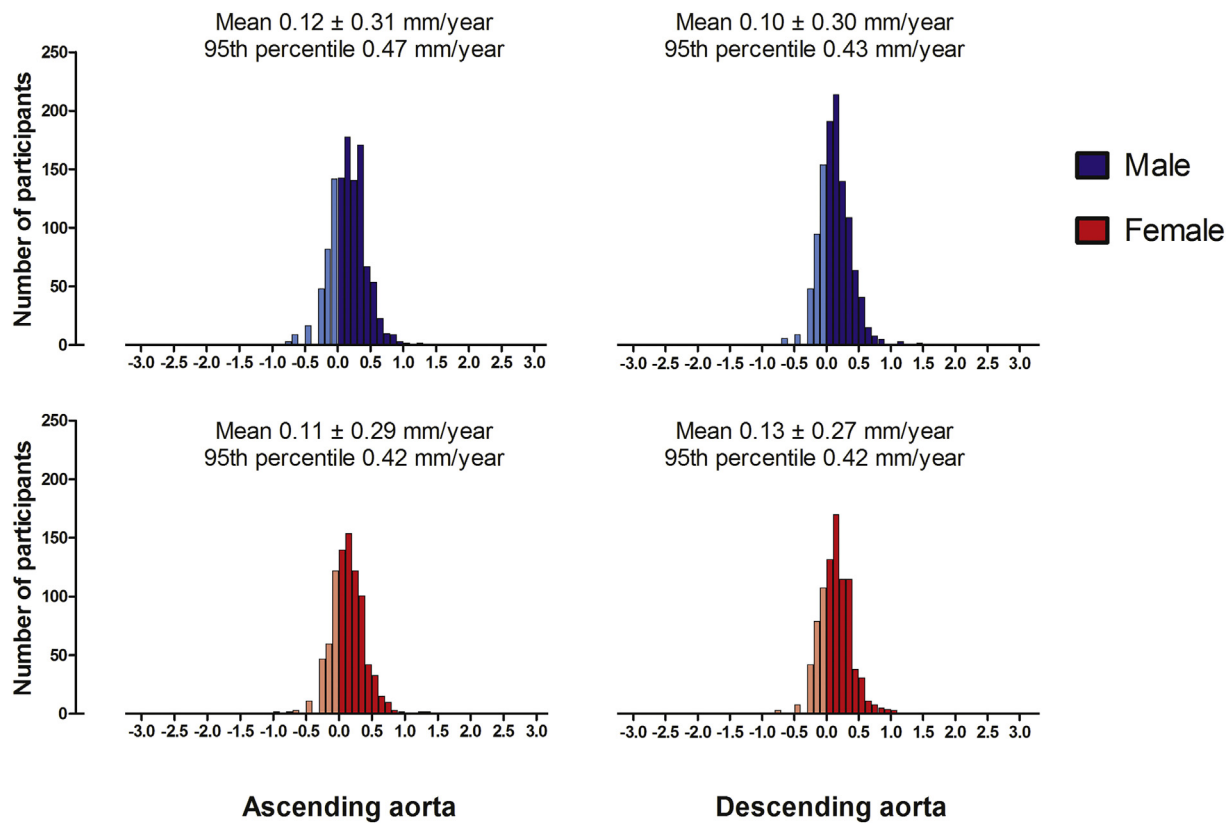 Mean 0.12 ± 0.31 mm/year
95th percentile 0.47 mm/year
Mean 0.10 ± 0.30 mm/year
95th percentile 0.43 mm/year
Number of participants
250
200
150
100
50
0
-3.0 -2.5 -2.0 -1.5 -1.0 -0.5 0.0 0.5 1.0 1.5 2.0 2.5 3.0
-3.0 -2.5 -2.0 -1.5 -1.0 -0.5 0.0 0.5 1.0 1.5 2.0 2.5 3.0
Male
Female
Mean 0.11 ± 0.29 mm/year
95th percentile 0.42 mm/year
Mean 0.13 ± 0.27 mm/year
95th percentile 0.42 mm/year
Number of participants
250
200
150
100
50
0
-3.0 -2.5 -2.0 -1.5 -1.0 -0.5 0.0 0.5 1.0 1.5 2.0 2.5 3.0
-3.0 -2.5 -2.0 -1.5 -1.0 -0.5 0.0 0.5 1.0 1.5 2.0 2.5 3.0
Ascending aorta
Descending aorta